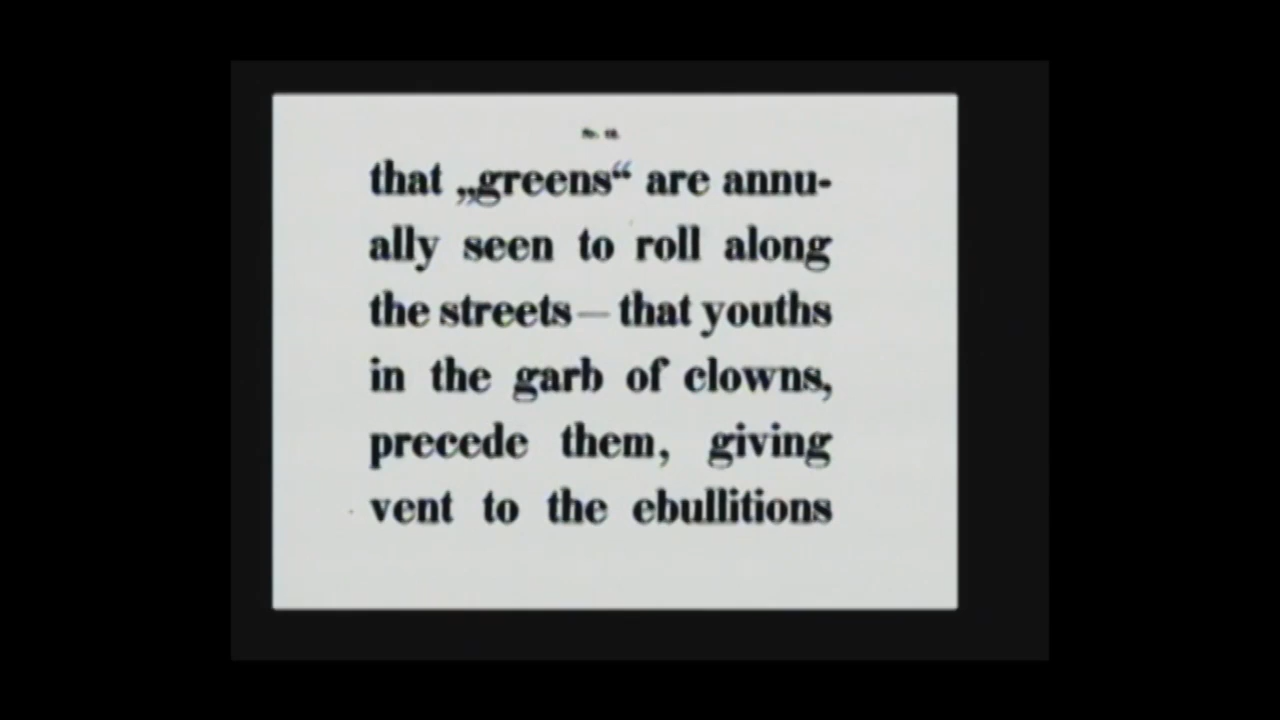 that „greens“ are annu-
ally seen to roll along
the streets — that youths
in the garb of clowns,
precede them, giving
vent to the ebullitions